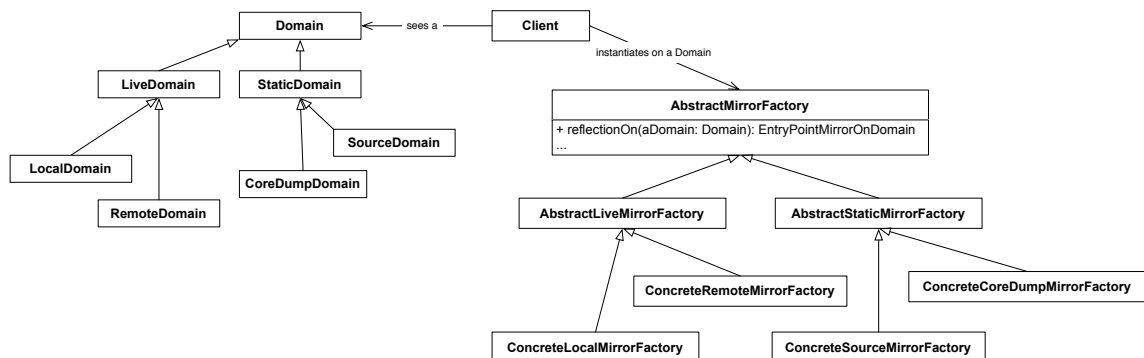 Domain
sees a
Client
instantiates on a Domain
LiveDomain
StaticDomain
AbstractMirrorFactory
+ reflectionOn(aDomain: Domain): EntryPointMirrorOnDomain
...
SourceDomain
LocalDomain
CoreDumpDomain
RemoteDomain
AbstractLiveMirrorFactory
AbstractStaticMirrorFactory
ConcreteRemoteMirrorFactory
ConcreteCoreDumpMirrorFactory
ConcreteLocalMirrorFactory
ConcreteSourceMirrorFactory